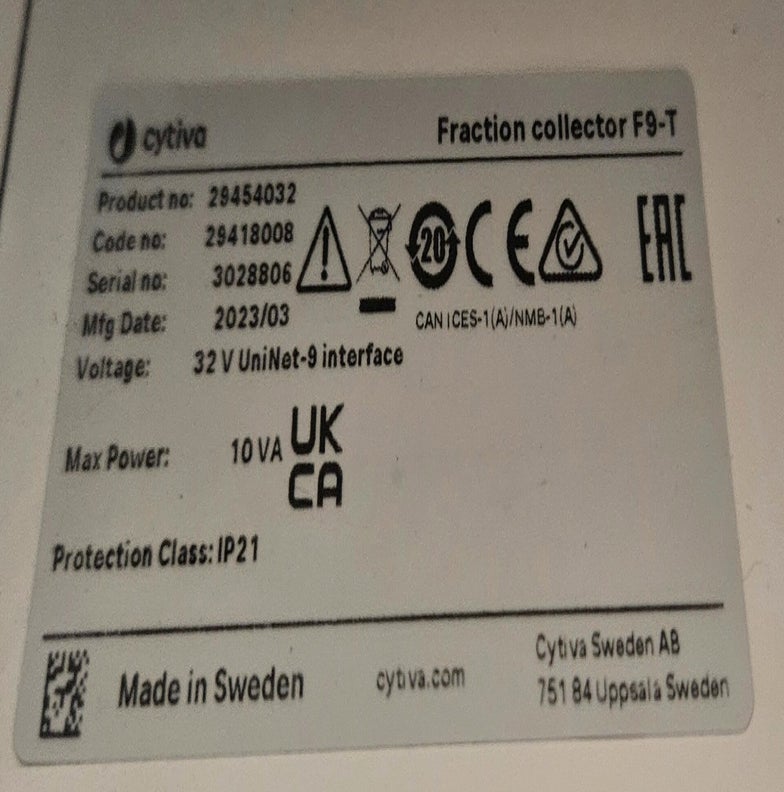 cytiva Fraction collector F9-T
Product no: 29454032
Code no: 29418008
Serial no: 3028806
Mfg Date: 2023/03
20 CE EAC
CAN ICES-1(A)/NMB-1(A)
Voltage: 32 V UniNet-9 interface
Max Power: 10 VA
UK
CA
Protection Class: IP21
Made in Sweden
cytiva.com
Cytiva Sweden AB
751 84 Uppsala Sweden